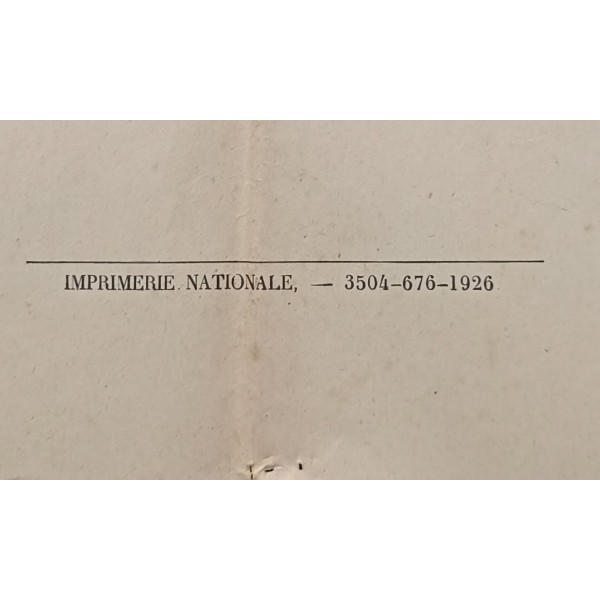 IMPRIMERIE NATIONALE, — 3504-676-1926